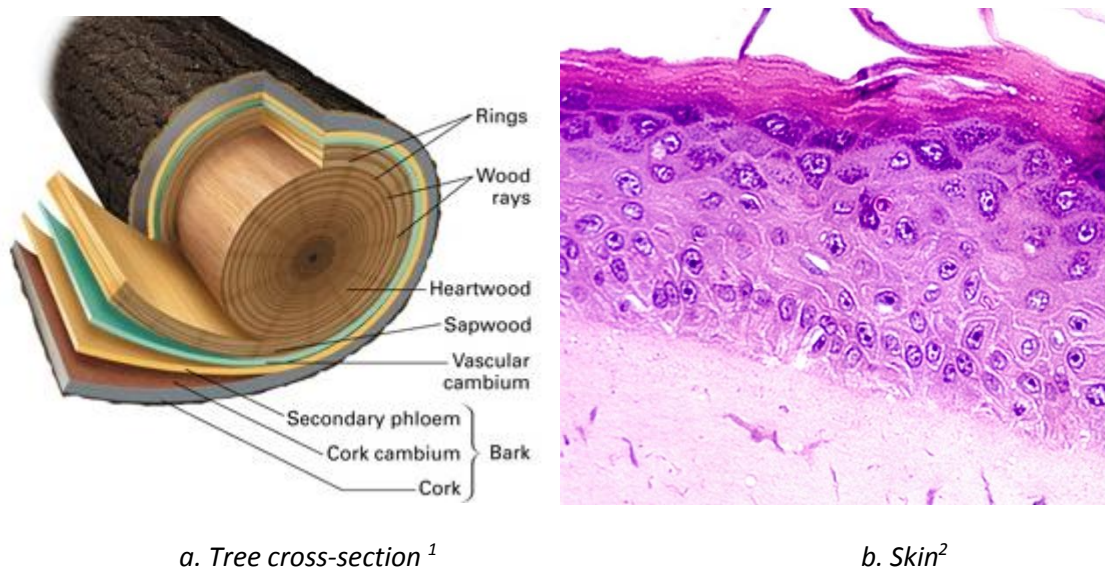 Rings
Wood
rays
Heartwood
Sapwood
Vascular
cambium
Secondary phloem
Cork cambium
Bark
Cork
a. Tree cross-section 1
b. Skin2